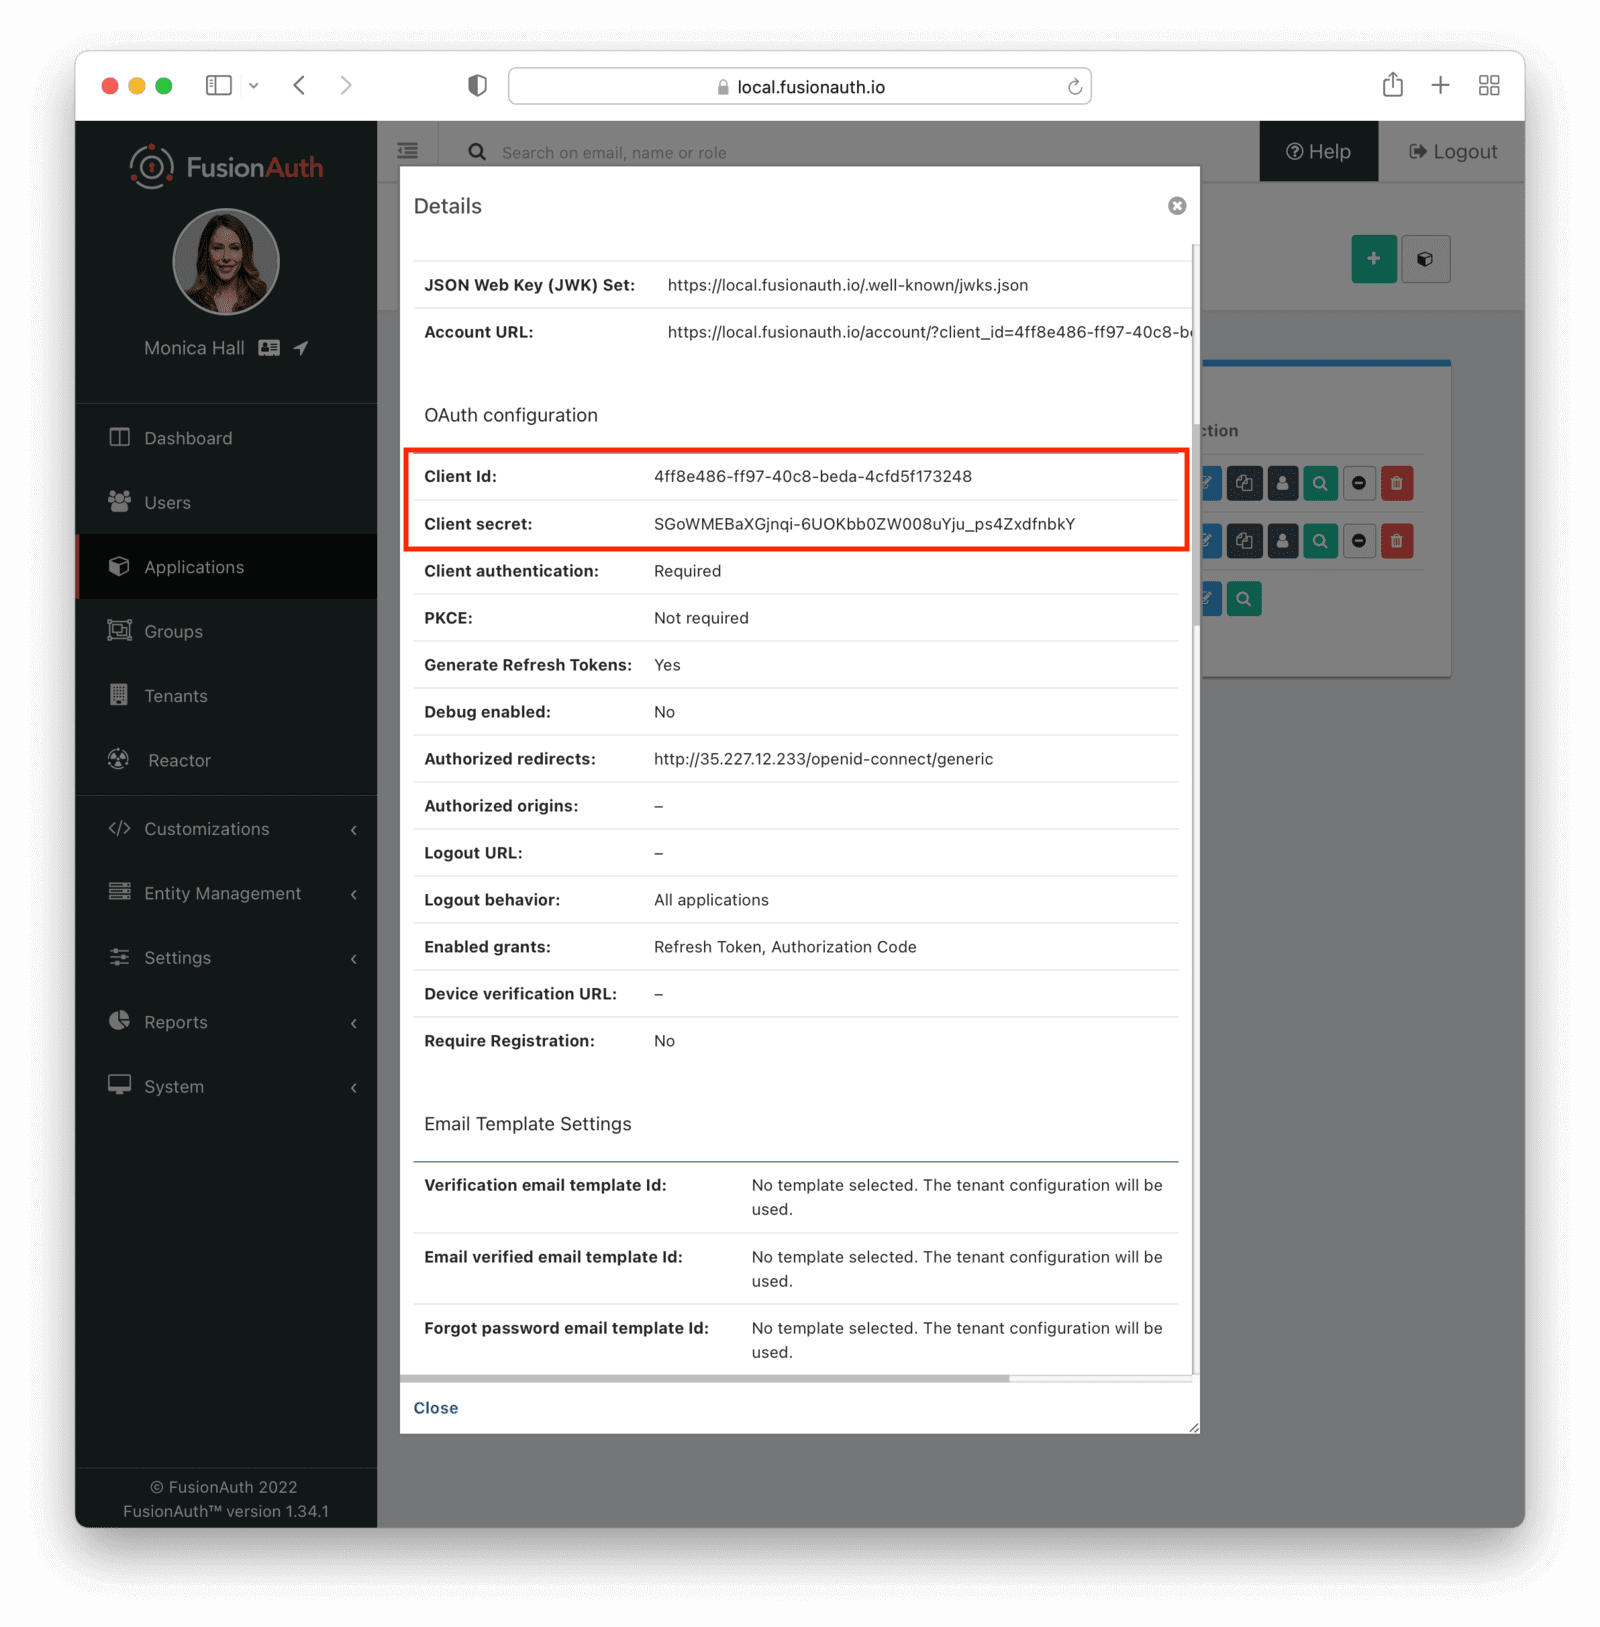 local.fusionauth.io
FusionAuth
Search on email, name or role
Help
Logout
Monica Hall
Dashboard
Users
Applications
Groups
Tenants
Reactor
Customizations
Entity Management
Settings
Reports
System
© FusionAuth 2022
FusionAuth™ version 1.34.1
Details
JSON Web Key (JWK) Set: https://local.fusionauth.io/.well-known/jwks.json
Account URL: https://local.fusionauth.io/account/?client_id=4ff8e486-ff97-40c8-be
OAuth configuration
Client Id: 4ff8e486-ff97-40c8-beda-4cfd5f173248
Client secret: SGoWMEBaXGjnqi-6UOKbb0ZW008uYju_ps4ZxdfnbkY
Client authentication: Required
PKCE: Not required
Generate Refresh Tokens: Yes
Debug enabled: No
Authorized redirects: http://35.227.12.233/openid-connect/generic
Authorized origins: –
Logout URL: –
Logout behavior: All applications
Enabled grants: Refresh Token, Authorization Code
Device verification URL: –
Require Registration: No
Email Template Settings
Verification email template Id: No template selected. The tenant configuration will be
used.
Email verified email template Id: No template selected. The tenant configuration will be
used.
Forgot password email template Id: No template selected. The tenant configuration will be
used.
Close
ction